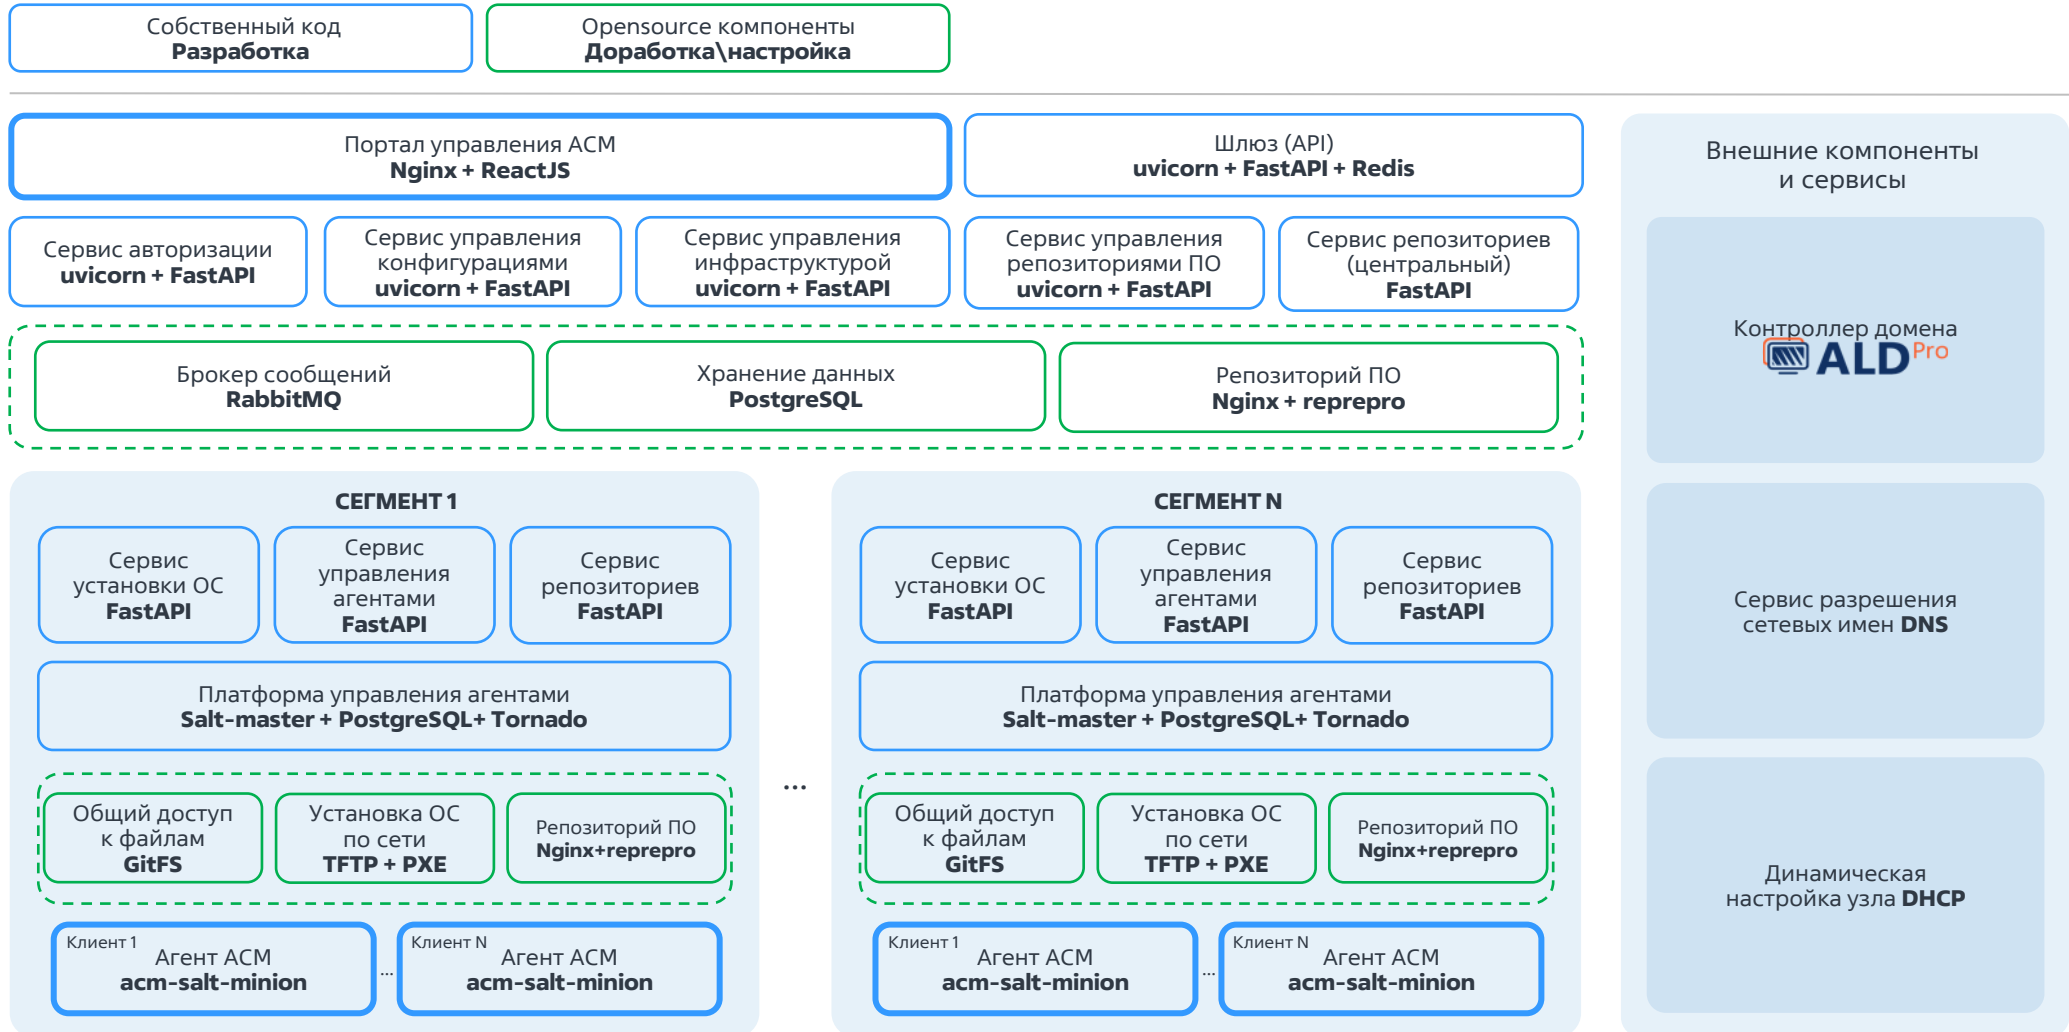 Собственный код
Разработка
Opensource компоненты
Доработка\настройка
Портал управления ACM
Nginx + ReactJS
Шлюз (API)
uvicorn + FastAPI + Redis
Сервис авторизации
uvicorn + FastAPI
Сервис управления
конфигурациями
uvicorn + FastAPI
Сервис управления
инфраструктурой
uvicorn + FastAPI
Сервис управления
репозиториями ПО
uvicorn + FastAPI
Сервис репозиториев
(центральный)
FastAPI
Брокер сообщений
RabbitMQ
Хранение данных
PostgreSQL
Репозиторий ПО
Nginx + reprepro
СЕГМЕНТ 1
Сервис
установки ОС
FastAPI
Сервис
управления
агентами
FastAPI
Сервис
репозиториев
FastAPI
Платформа управления агентами
Salt-master + PostgreSQL+ Tornado
Общий доступ
к файлам
GitFS
Установка ОС
по сети
TFTP + PXE
Репозиторий ПО
Nginx+reprepro
Клиент 1
Агент ACM
acm-salt-minion
...
Клиент N
Агент ACM
acm-salt-minion
...
СЕГМЕНТ N
Сервис
установки ОС
FastAPI
Сервис
управления
агентами
FastAPI
Сервис
репозиториев
FastAPI
Платформа управления агентами
Salt-master + PostgreSQL+ Tornado
Общий доступ
к файлам
GitFS
Установка ОС
по сети
TFTP + PXE
Репозиторий ПО
Nginx+reprepro
Клиент 1
Агент ACM
acm-salt-minion
...
Клиент N
Агент ACM
acm-salt-minion
Внешние компоненты
и сервисы
Контроллер домена
ALD Pro
Сервис разрешения
сетевых имен DNS
Динамическая
настройка узла DHCP